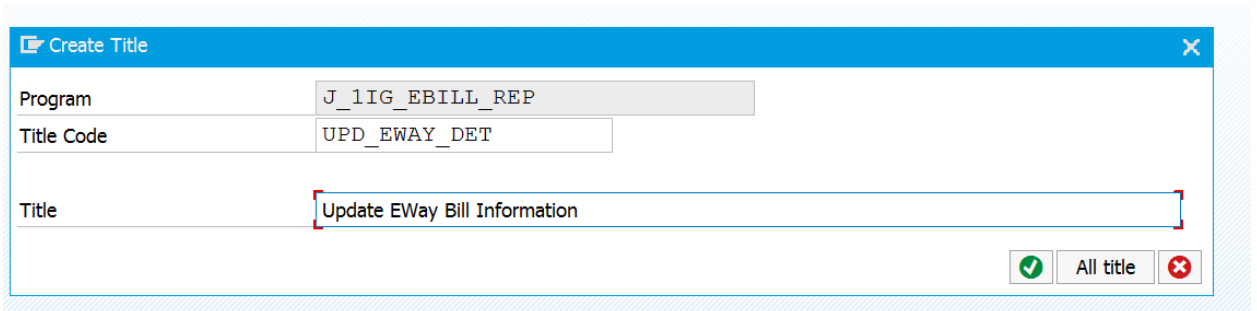 Create Title
Program J_1IG_EBILL_REP
Title Code UPD_EWAY_DET
Title Update EWay Bill Information
All title